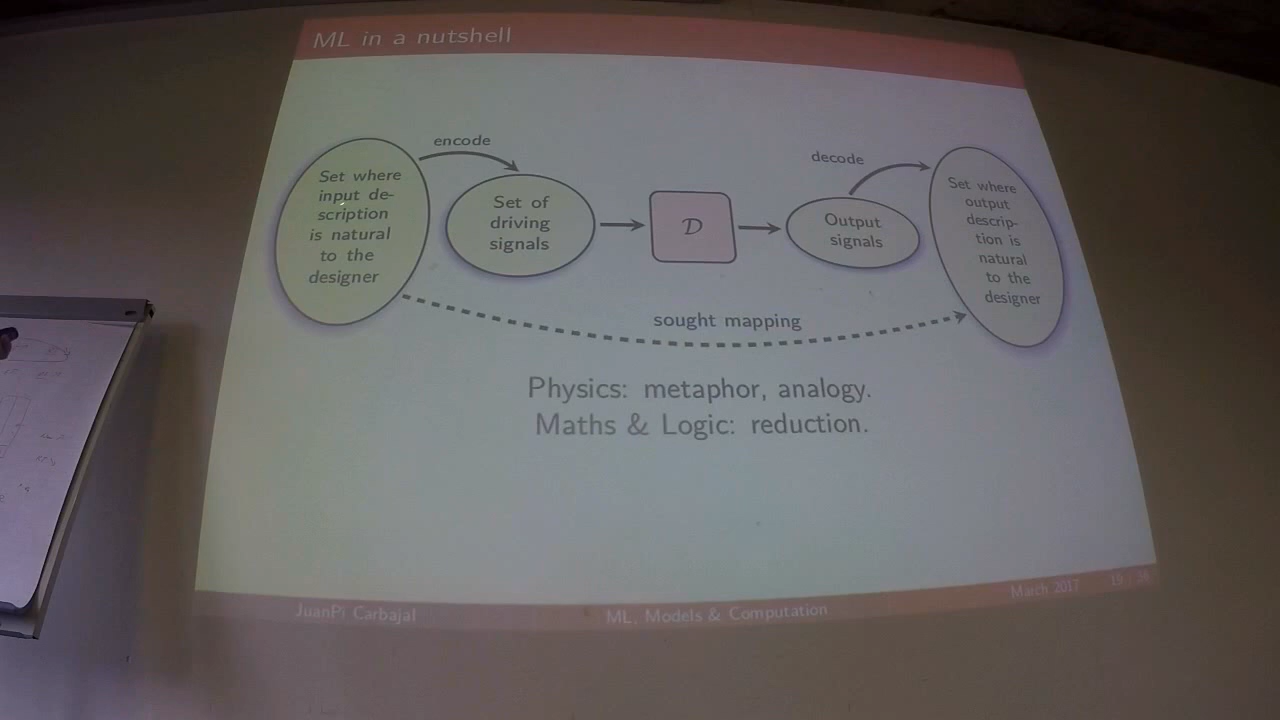 ML in a nutshell
encode
decode
Set where
input de-
scription
is natural
to the
designer
Set of
driving
signals
D
Output
signals
Set where
output
descrip-
tion is
natural
to the
designer
sought mapping
Physics: metaphor, analogy.
Maths & Logic: reduction.
JuanPi Carbajal
ML, Models & Computation
March 2017
19 /